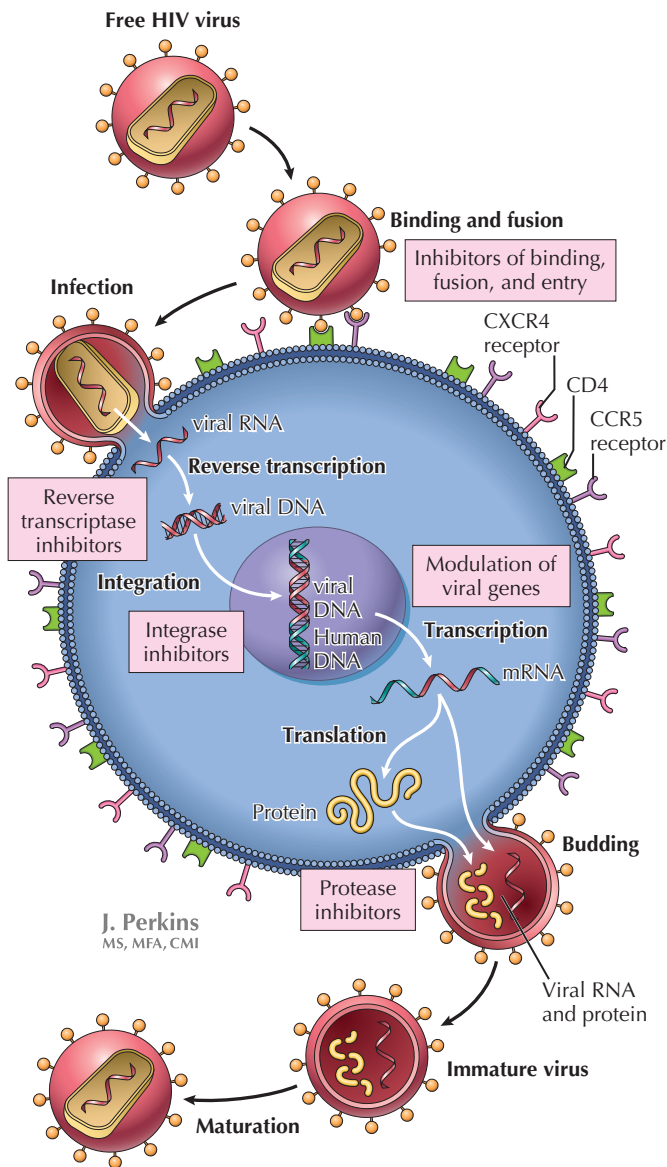 Free HIV virus
Binding and fusion
Inhibitors of binding,
fusion, and entry
Infection
CXCR4
receptor
CD4
CCR5
receptor
viral RNA
Reverse transcription
Reverse
transcriptase
inhibitors
viral DNA
Integration
viral
DNA
Human
DNA
Modulation of
viral genes
Integrase
inhibitors
Transcription
mRNA
Translation
Protein
Budding
Protease
inhibitors
J. Perkins
MS, MFA, CMI
Viral RNA
and protein
Immature virus
Maturation